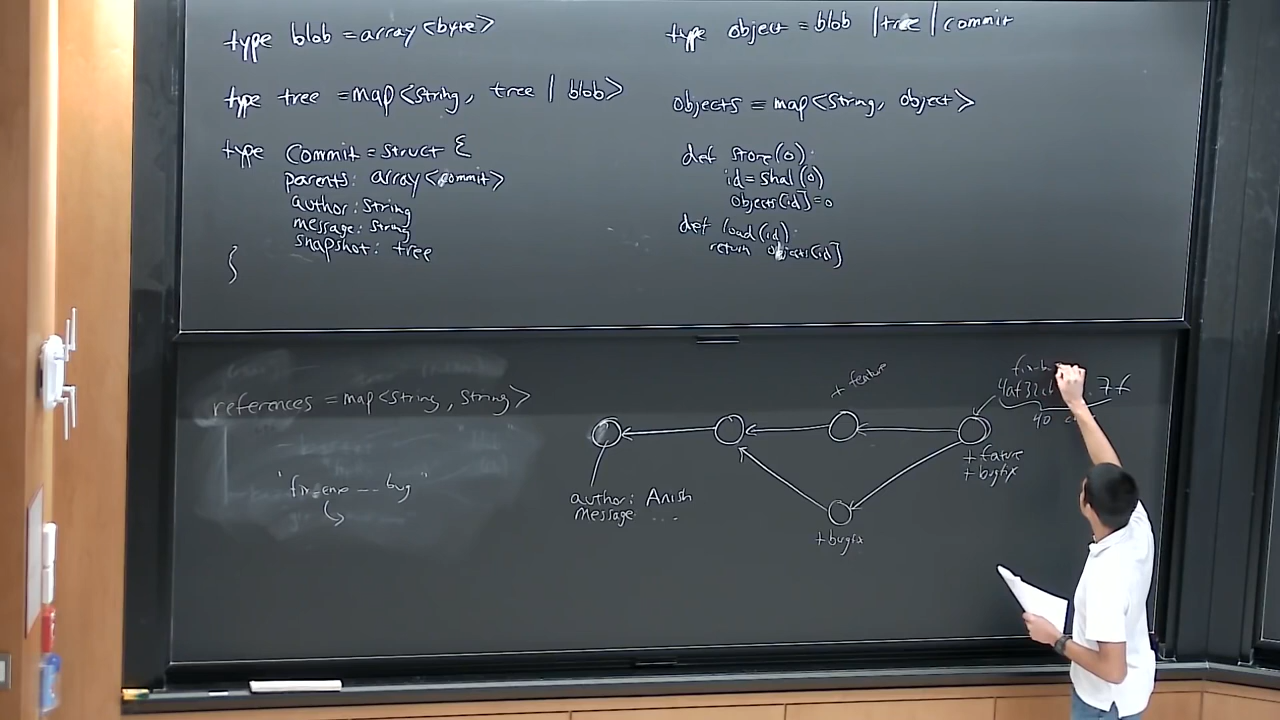 type blob = array<byte>
type tree = map<string, tree | blob>
type commit = struct {
parents: array<commit>
author: string
message: string
snapshot: tree
}
type object = blob | tree | commit
objects = map<string, object>
def store(o):
id = sha1(o)
objects[id] = o
def load(id):
return objects[id]
references = map<string, string>
"fix-enc-...bug"
+ feature
4af32c
7f
40
+ feature
+ bugfix
author: Anish
message: ...
+ bugfix